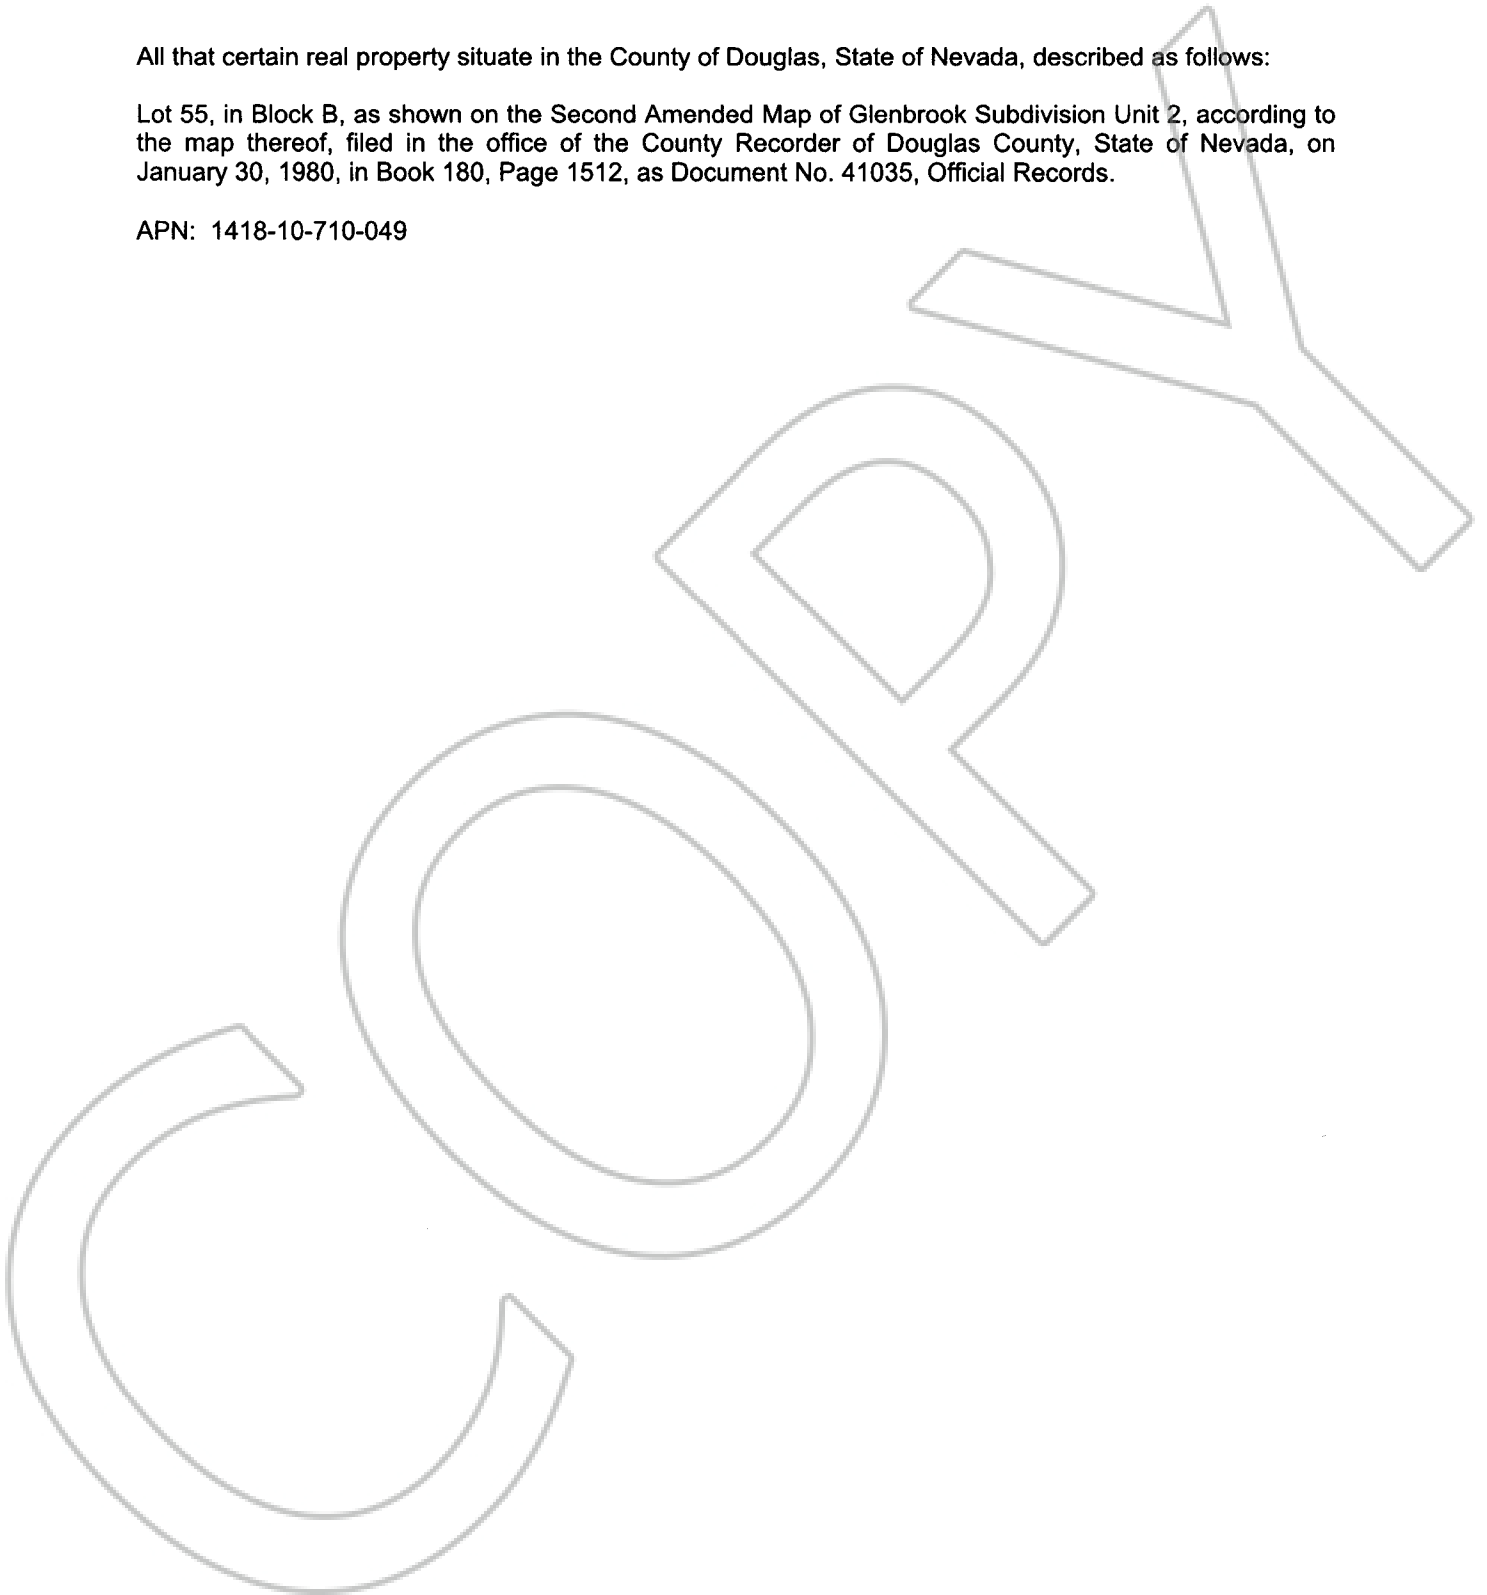 All that certain real property situate in the County of Douglas, State of Nevada, described as follows:
Lot 55, in Block B, as shown on the Second Amended Map of Glenbrook Subdivision Unit 2, according to
the map thereof, filed in the office of the County Recorder of Douglas County, State of Nevada, on
January 30, 1980, in Book 180, Page 1512, as Document No. 41035, Official Records.
APN: 1418-10-710-049
COPY